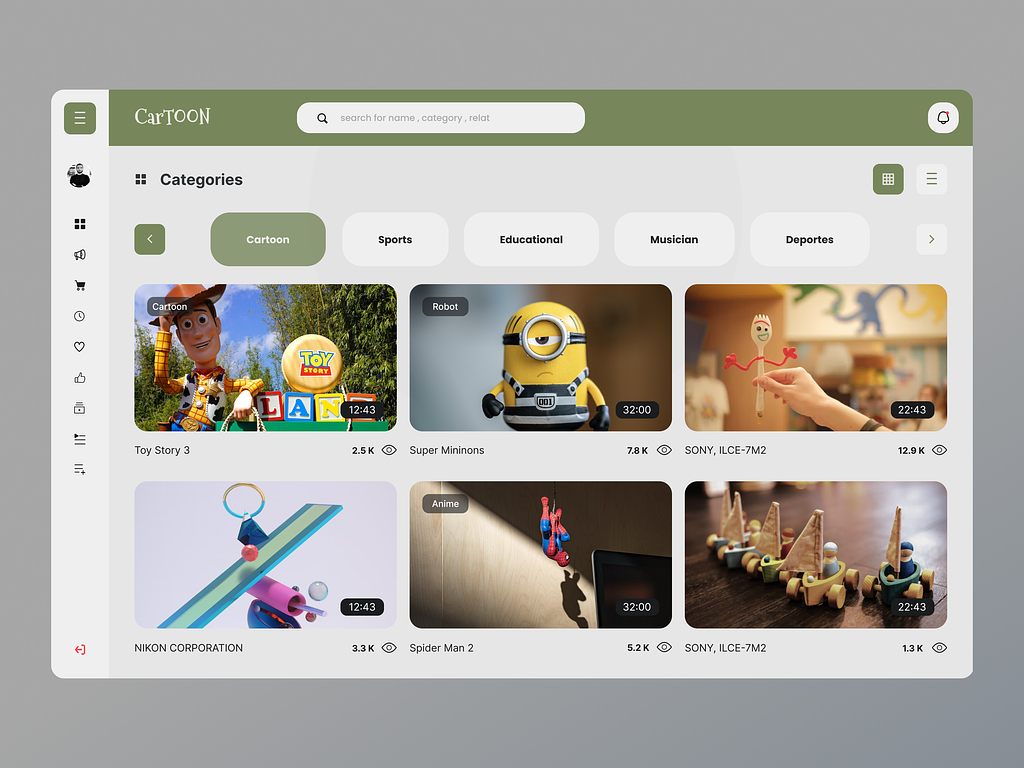 CarTOON
search for name , category , relat
Categories
Cartoon
Sports
Educational
Musician
Deportes
Cartoon
TOY
STORY
LAN
12:43
Robot
001
32:00
22:43
Toy Story 3
2.5 K
Super Mininons
7.8 K
SONY, ILCE-7M2
12.9 K
12:43
Anime
32:00
22:43
NIKON CORPORATION
3.3 K
Spider Man 2
5.2 K
SONY, ILCE-7M2
1.3 K